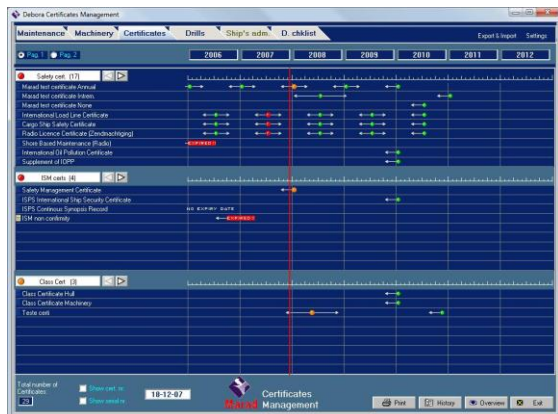 Debora Certificates Management
Maintenance Machinery Certificates Drills Ship's adm. D. chklist Export & Import Settings
Pag. 1 Pag. 2 2006 2007 2008 2009 2010 2011 2012
Safety cert. (17)
Marad test certificate Annual
Marad test certificate Interm.
Marad test certificate None
International Load Line Certificate
Cargo Ship Safety Certificate
Radio Licence Certificate (Zendmachtiging)
Shore Based Maintenance (Radio) EXPIRED!
International Oil Pollution Certificate
Supplement of IOPP
ISM certs (4)
Safety Management Certificate
ISPS International Ship Security Certificate
ISPS Continous Synopsis Record NO EXPIRY DATE
ISM non confirmity EXPIRED!
Class Cert (3)
Class Certificate Hull
Class Certificate Machinery
Teste certi
Total number of Certificates:
29
Show cert. nr.
Show serial nr.
18-12-07
Marad
Certificates Management
Print History Overview Exit